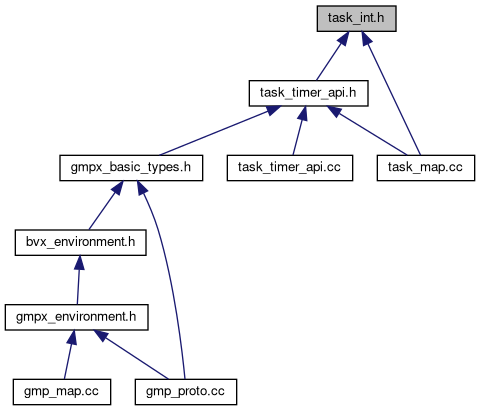 task_int.h
task_timer_api.h
gmpx_basic_types.h
task_timer_api.cc
task_map.cc
bvx_environment.h
gmpx_environment.h
gmp_map.cc
gmp_proto.cc